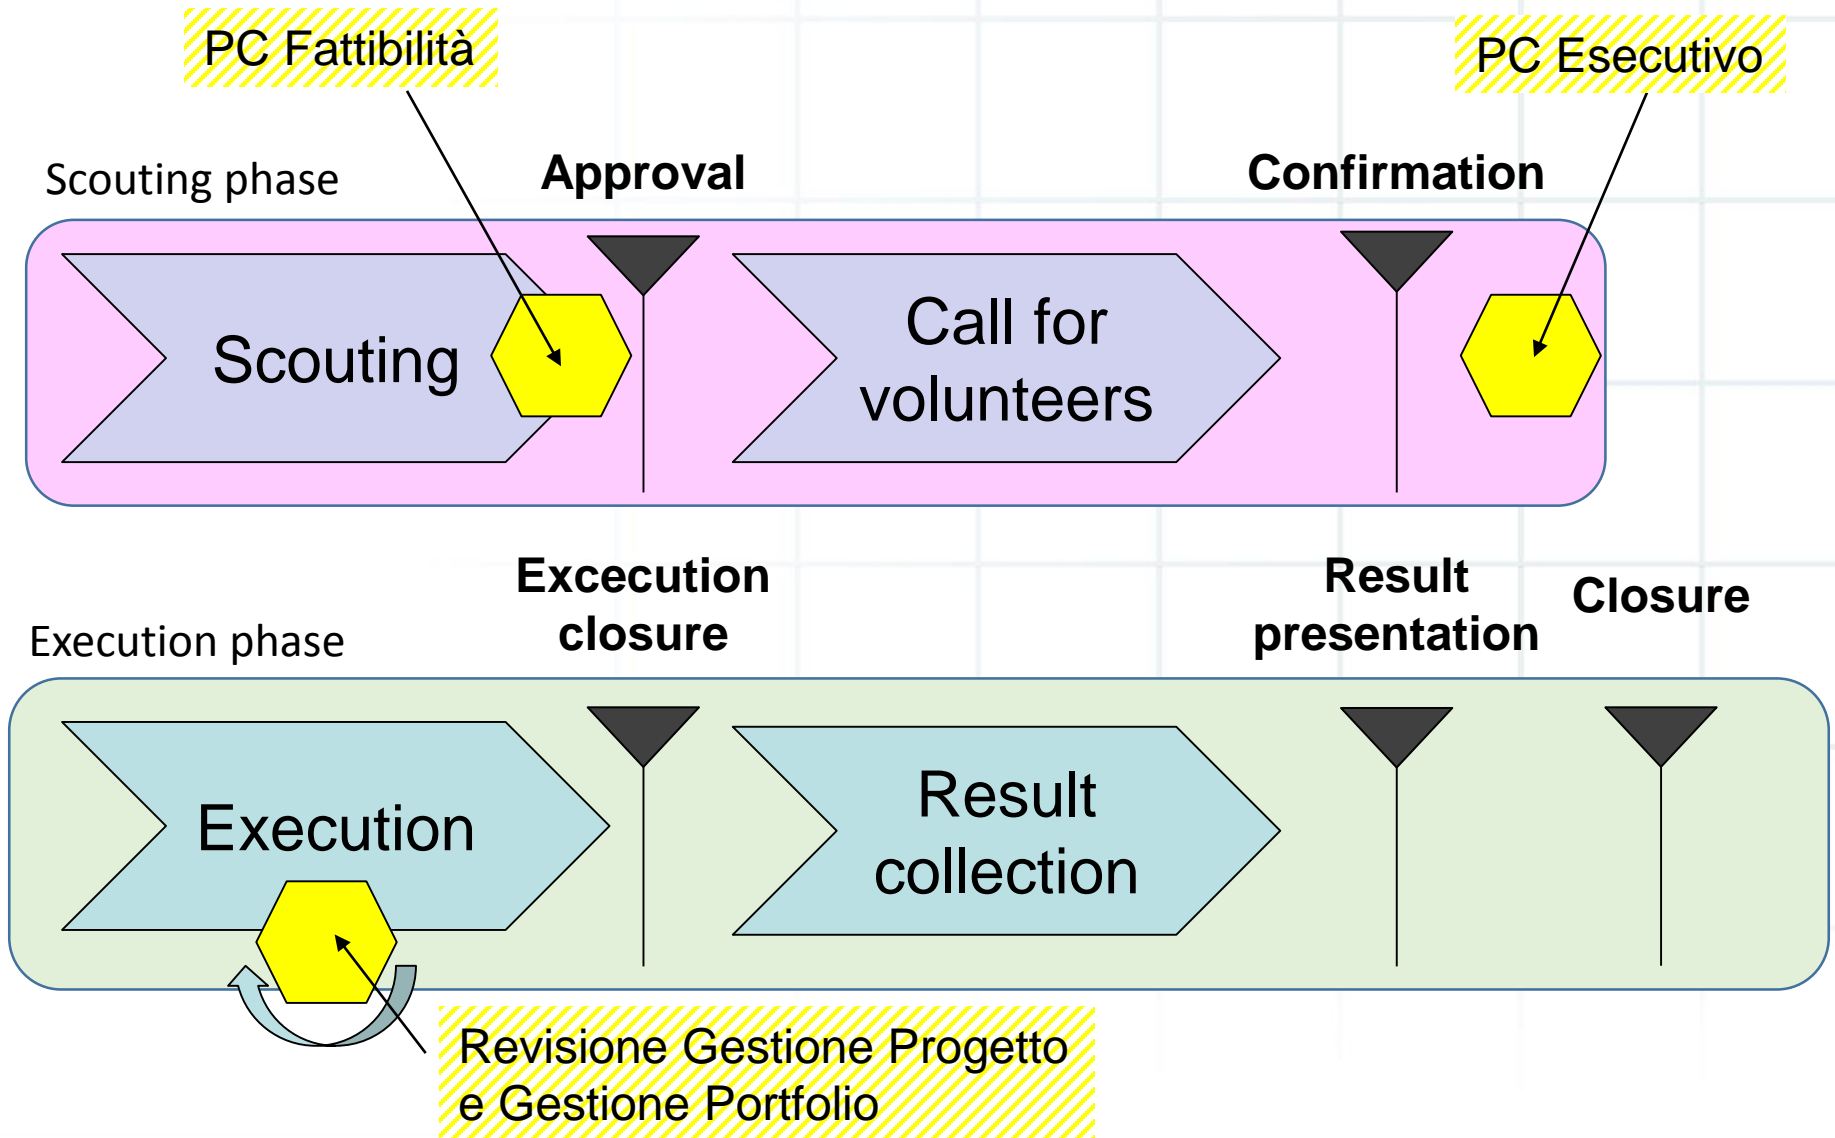 PC Fattibilità
PC Esecutivo
Scouting phase
Approval
Confirmation
Scouting
Call for
volunteers
Execution phase
Excecution
closure
Result
presentation
Closure
Execution
Result
collection
Revisione Gestione Progetto
e Gestione Portfolio